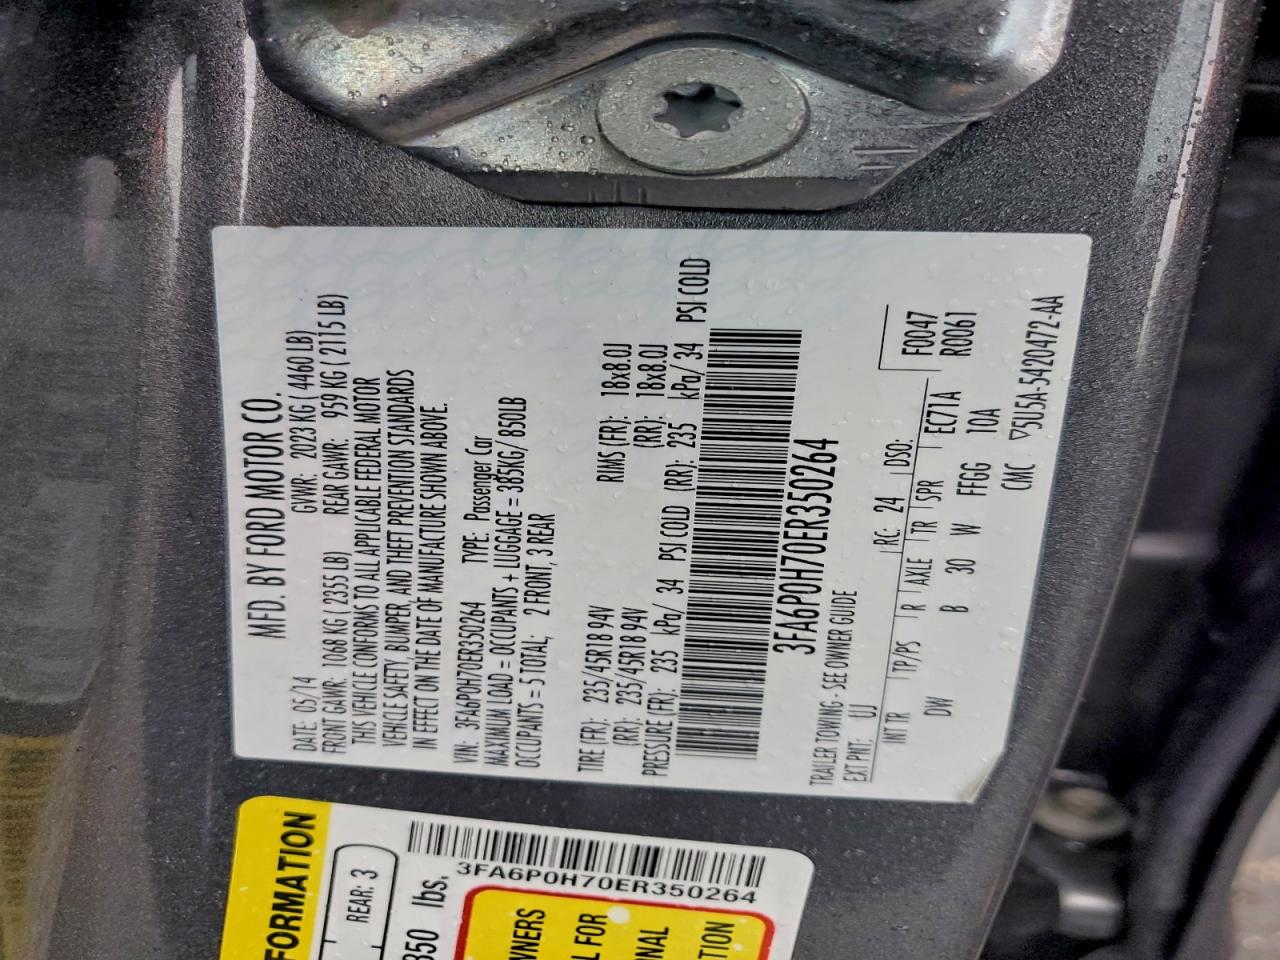 MFD. BY FORD MOTOR CO.
DATE: 05/14 GVWR: 2023 KG ( 4460 LB)
FRONT GAWR: 1068 KG ( 2355 LB) REAR GAWR: 959 KG ( 2115 LB)
THIS VEHICLE CONFORMS TO ALL APPLICABLE FEDERAL MOTOR
VEHICLE SAFETY, BUMPER, AND THEFT PREVENTION STANDARDS
IN EFFECT ON THE DATE OF MANUFACTURE SHOWN ABOVE.
VIN: 3FA6P0H70ER350264 TYPE: Passenger Car
MAXIMUM LOAD = OCCUPANTS + LUGGAGE = 385KG/ 850LB
OCCUPANTS = 5 TOTAL; 2 FRONT, 3 REAR
TIRE FR): 235/45R18 94V RIMS (FR): 18x8.0J
(RR): 235/45R18 94V (RR): 18x8.0J
PRESSURE (FR): 235 kPa/ 34 PSI COLD (RR): 235 kPa/ 34 PSI COLD
3FA6P0H70ER350264
TRAILER TOWING - SEE OWNER GUIDE
EXT PNT: UJ RC: 24 DSO: F0047
R0061
INT TR TP/PS R AXLE TR SPR EC71A
DW B 30 W FFGG 10A
CMC ▽5U5A-5420472-AA
FORMATION
REAR: 3
350 lbs.
3FA6P0H70ER350264
WNERS
L FOR
NAL
TION